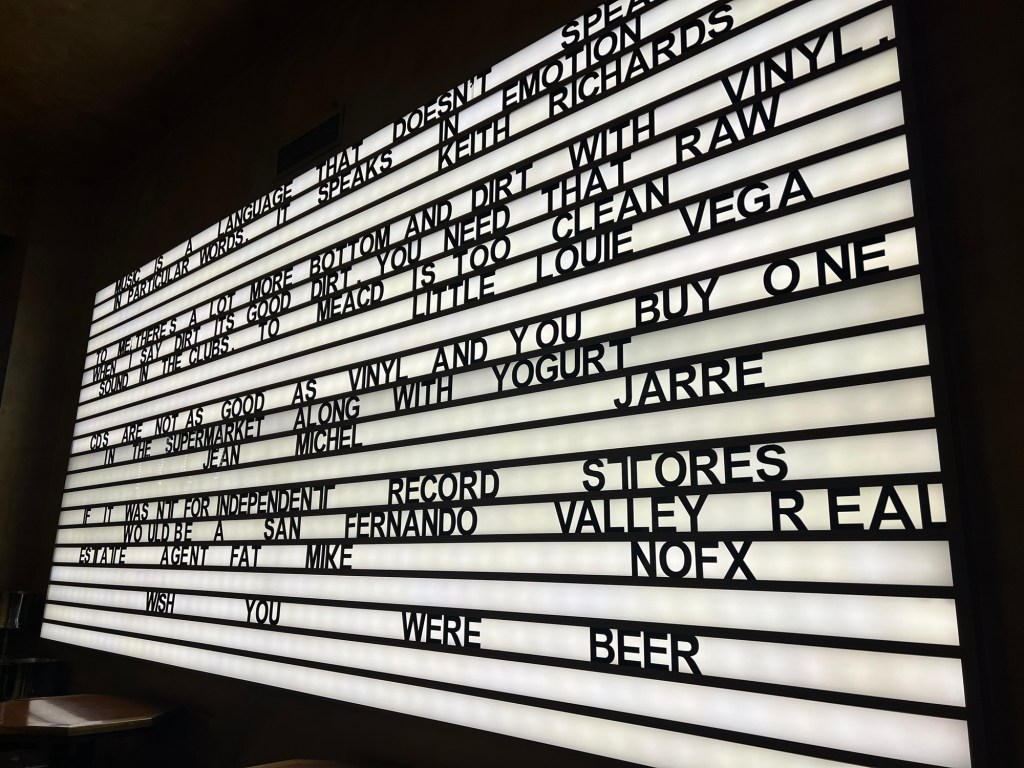 MUSIC IS A LANGUAGE THAT DOESN'T SPEA
IN PARTICULAR WORDS. IT SPEAKS IN EMOTION
KEITH RICHARDS
TO ME,THERE'S A LOT MORE BOTTOM AND DIRT WITH VINYL.
WHEN I SAY DIRT ITS GOOD DIRT. YOU NEED THAT RAW
SOUND IN THE CLUBS. TO MEACD IS TOO CLEAN
LITTLE LOUIE VEGA
CD,S ARE NOT AS GOOD AS VINYL AND YOU BUY ONE
IN THE SUPERMARKET ALONG WITH YOGURT
JEAN MICHEL JARRE
IF IT WAS N'T FOR INDEPENDENT RECORD STORES
WOULD BE A SAN FERNANDO VALLEY REAL
ESTATE AGENT FAT MIKE NOFX
WISH YOU WERE BEER